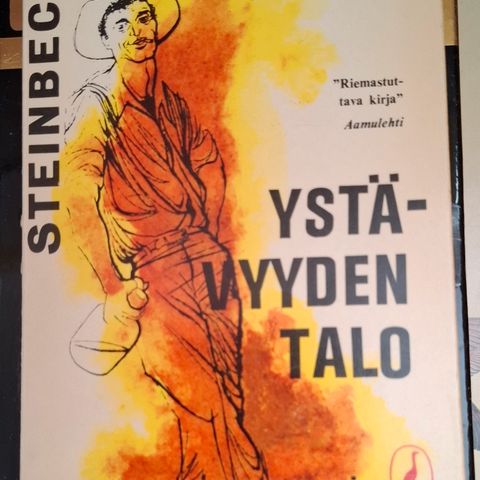 STEINBEC
"Riemastut-
tava kirja"
Aamulehti
YSTÄ-
VYYDEN
TALO